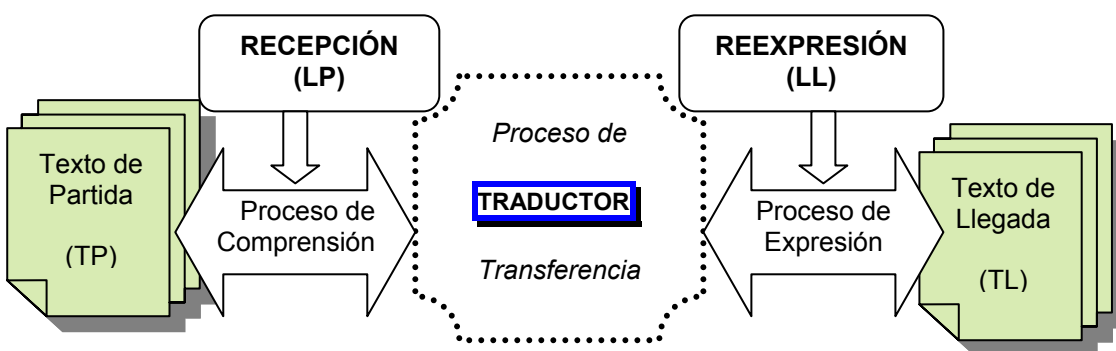 RECEPCIÓN
(LP)
REEXPRESIÓN
(LL)
Texto de
Partida
(TP)
Proceso de
Comprensión
Proceso de
TRADUCTOR
Transferencia
Proceso de
Expresión
Texto de
Llegada
(TL)